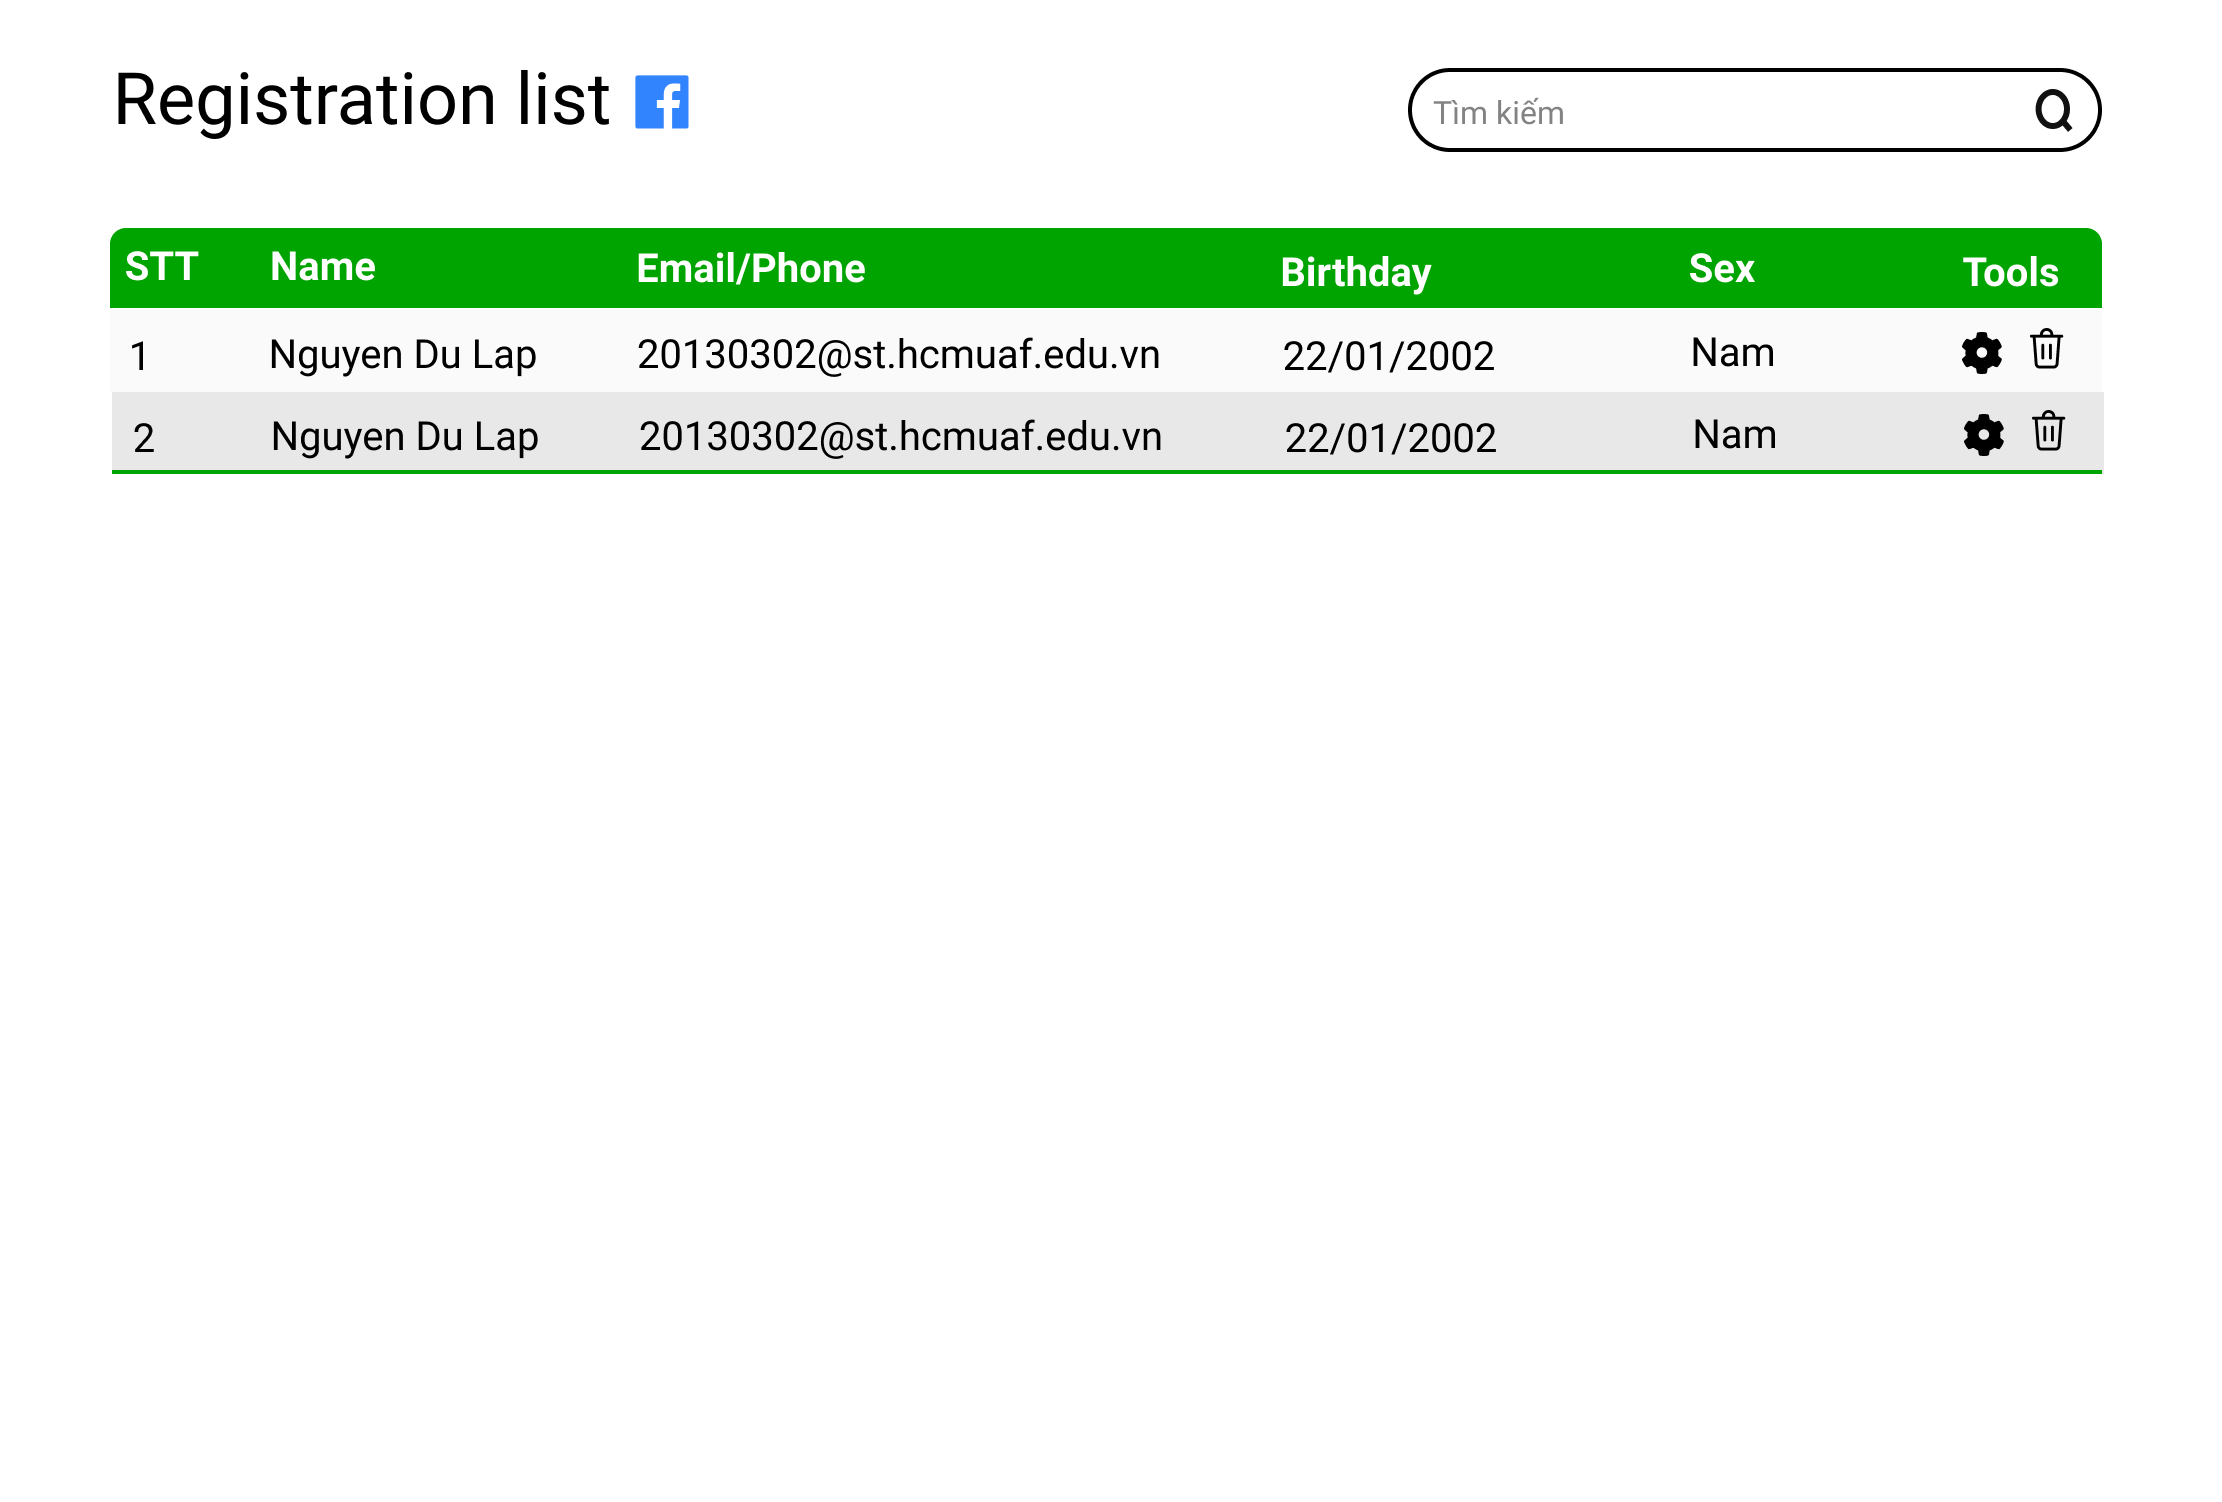 Registration list
Tìm kiếm
STT Name Email/Phone Birthday Sex Tools
1 Nguyen Du Lap 20130302@st.hcmuaf.edu.vn 22/01/2002 Nam
2 Nguyen Du Lap 20130302@st.hcmuaf.edu.vn 22/01/2002 Nam